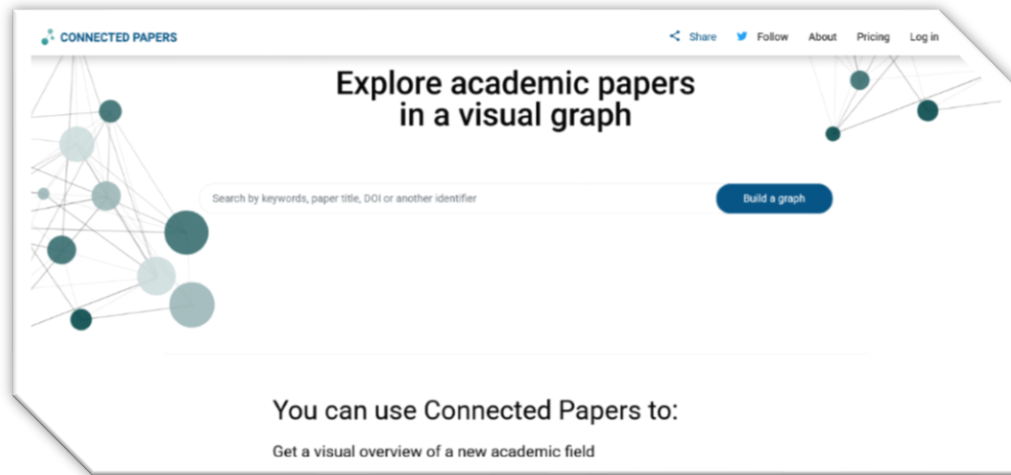 CONNECTED PAPERS
Share Follow About Pricing Log in
Explore academic papers
in a visual graph
Search by keywords, paper title, DOI or another identifier
Build a graph
You can use Connected Papers to:
Get a visual overview of a new academic field